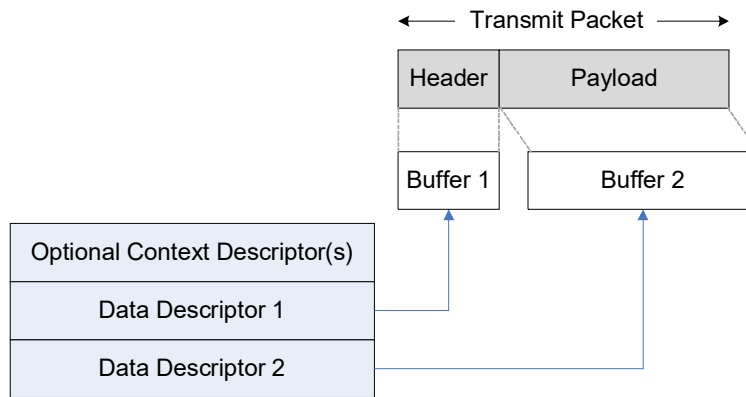 Transmit Packet
Header Payload
Buffer 1 Buffer 2
Optional Context Descriptor(s)
Data Descriptor 1
Data Descriptor 2